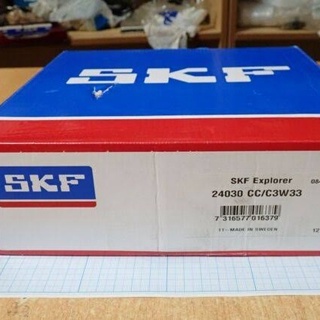 SKF
SKF
SKF Explorer
24030 CC/C3W33
7 316577 016379
MADE IN SWEDEN